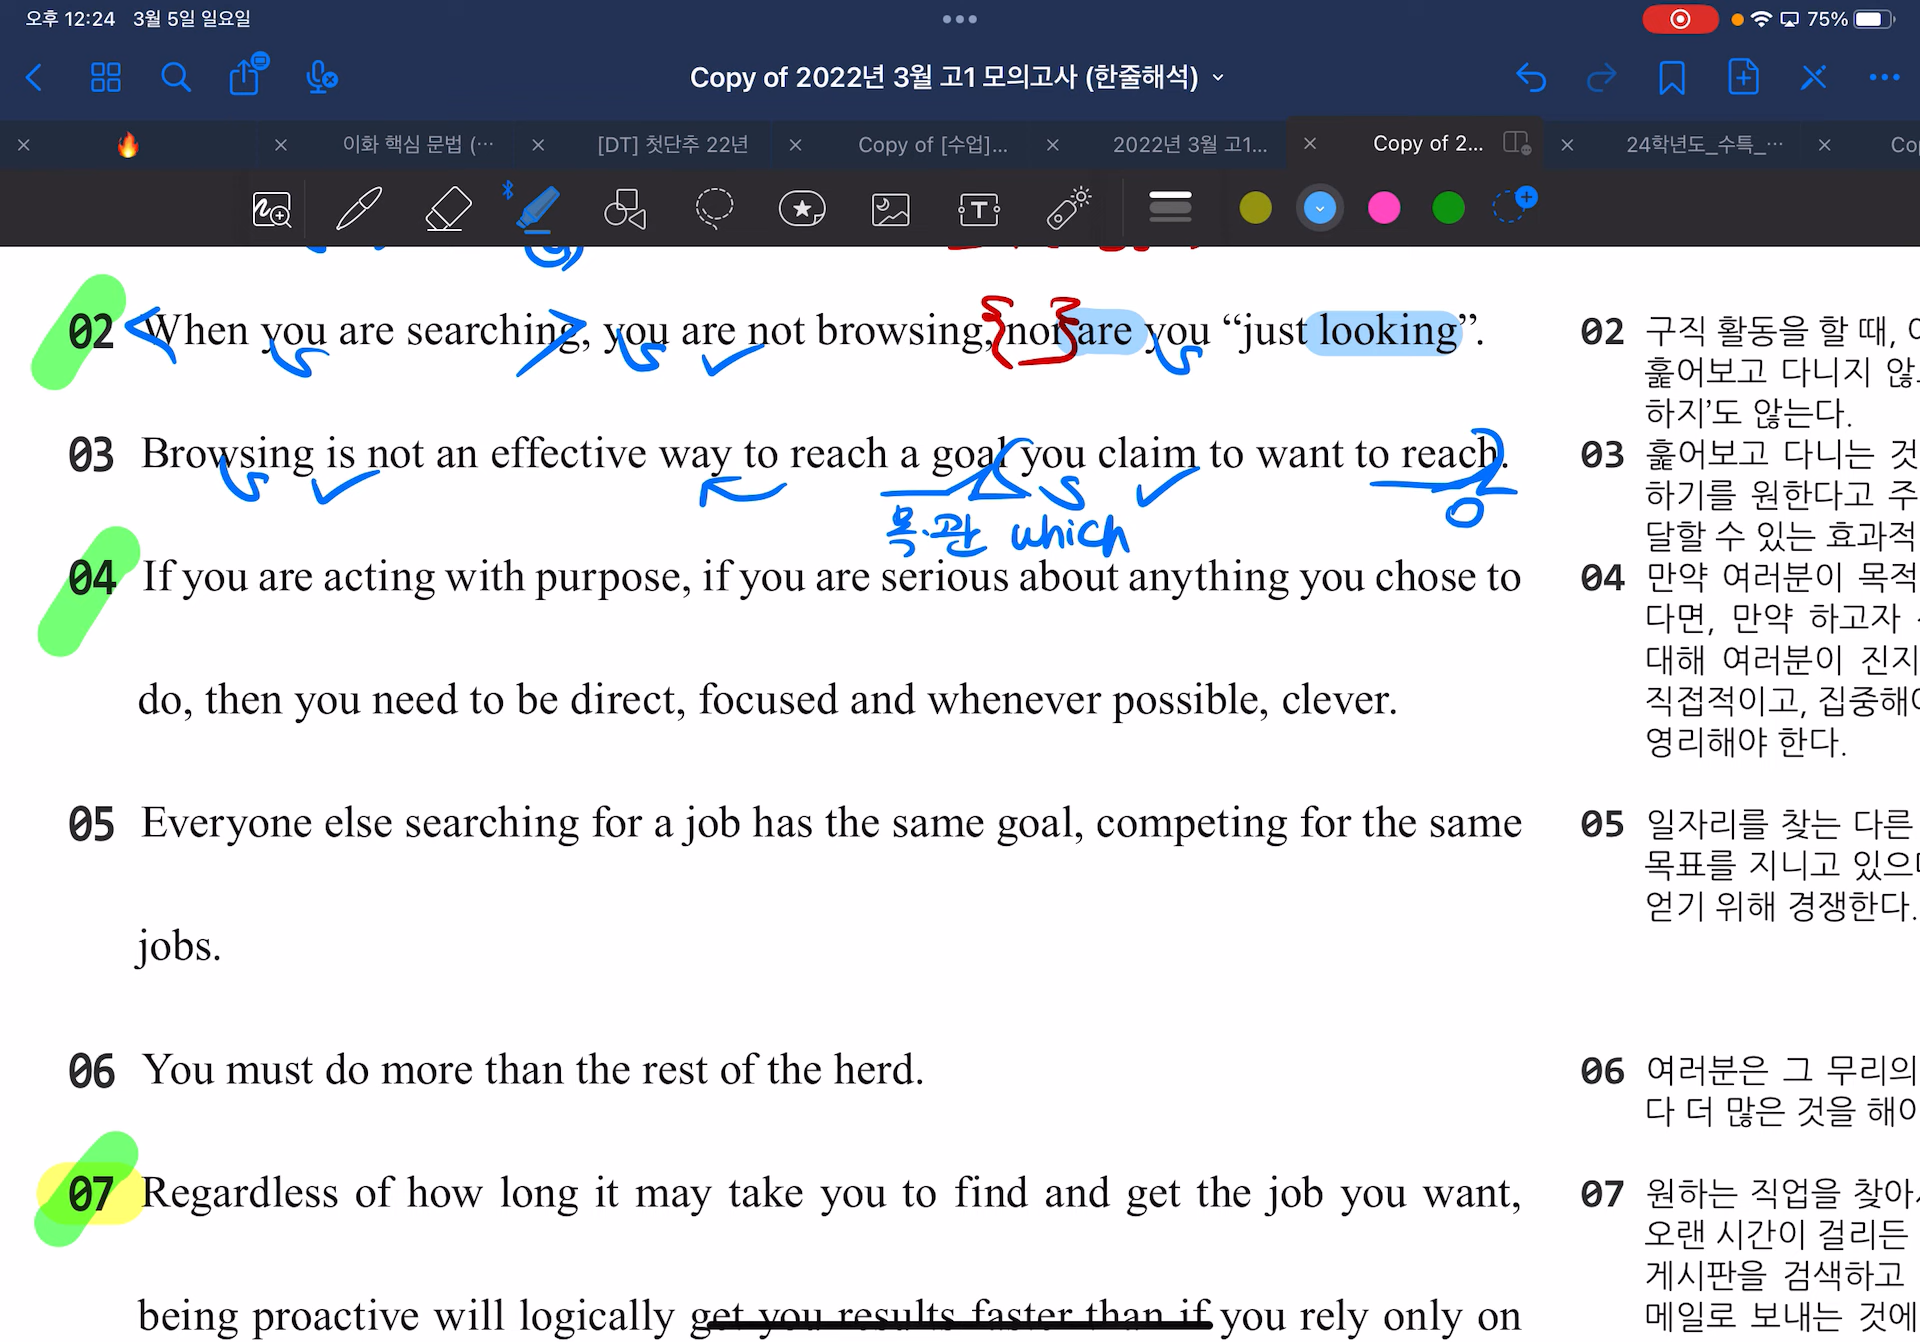 오후 12:24 3월 5일 일요일
75%
Copy of 2022년 3월 고1 모의고사 (한줄해석)
이화 핵심 문법 (…
[DT] 첫단추 22년
Copy of [수업]...
2022년 3월 고1...
Copy of 2...
24학년도_수특_…
02 When you are searching, you are not browsing, nor are you “just looking”.
S S S
03 Browsing is not an effective way to reach a goal you claim to want to reach.
S S O
목·관 which
04 If you are acting with purpose, if you are serious about anything you chose to
do, then you need to be direct, focused and whenever possible, clever.
05 Everyone else searching for a job has the same goal, competing for the same
jobs.
06 You must do more than the rest of the herd.
07 Regardless of how long it may take you to find and get the job you want,
being proactive will logically get you results faster than if you rely only on
02 구직 활동을 할 때,
훑어보고 다니지
하지’도 않는다.
03 훑어보고 다니는 것
하기를 원한다고 주
달할 수 있는 효과적
04 만약 여러분이 목적
다면, 만약 하고자
대해 여러분이 진지
직접적이고, 집중해야
영리해야 한다.
05 일자리를 찾는 다른
목표를 지니고
얻기 위해 경쟁한다.
06 여러분은 그 무리의
다 더 많은 것을 해야
07 원하는 직업을
오랜 시간이 걸리든
게시판을 검색하고
메일로 보내는 것에